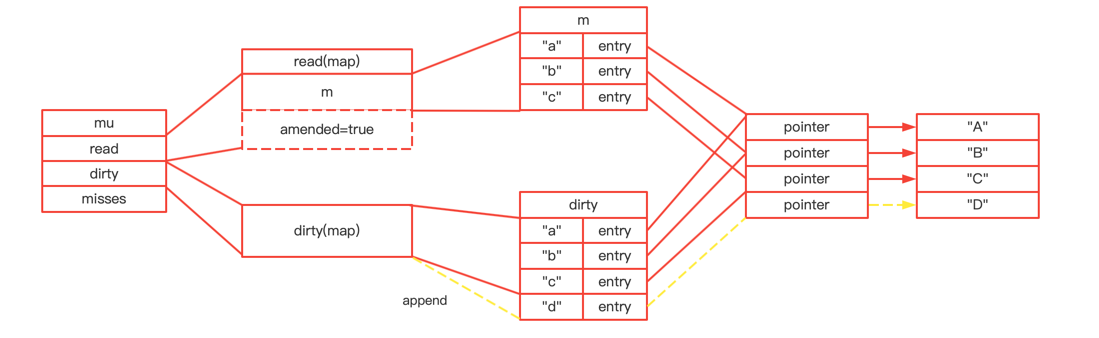 mu
read
dirty
misses
read(map)
m
amended=true
dirty(map)
append
m
"a" entry
"b" entry
"c" entry
dirty
"a" entry
"b" entry
"c" entry
"d" entry
pointer
pointer
pointer
pointer
"A"
"B"
"C"
"D"